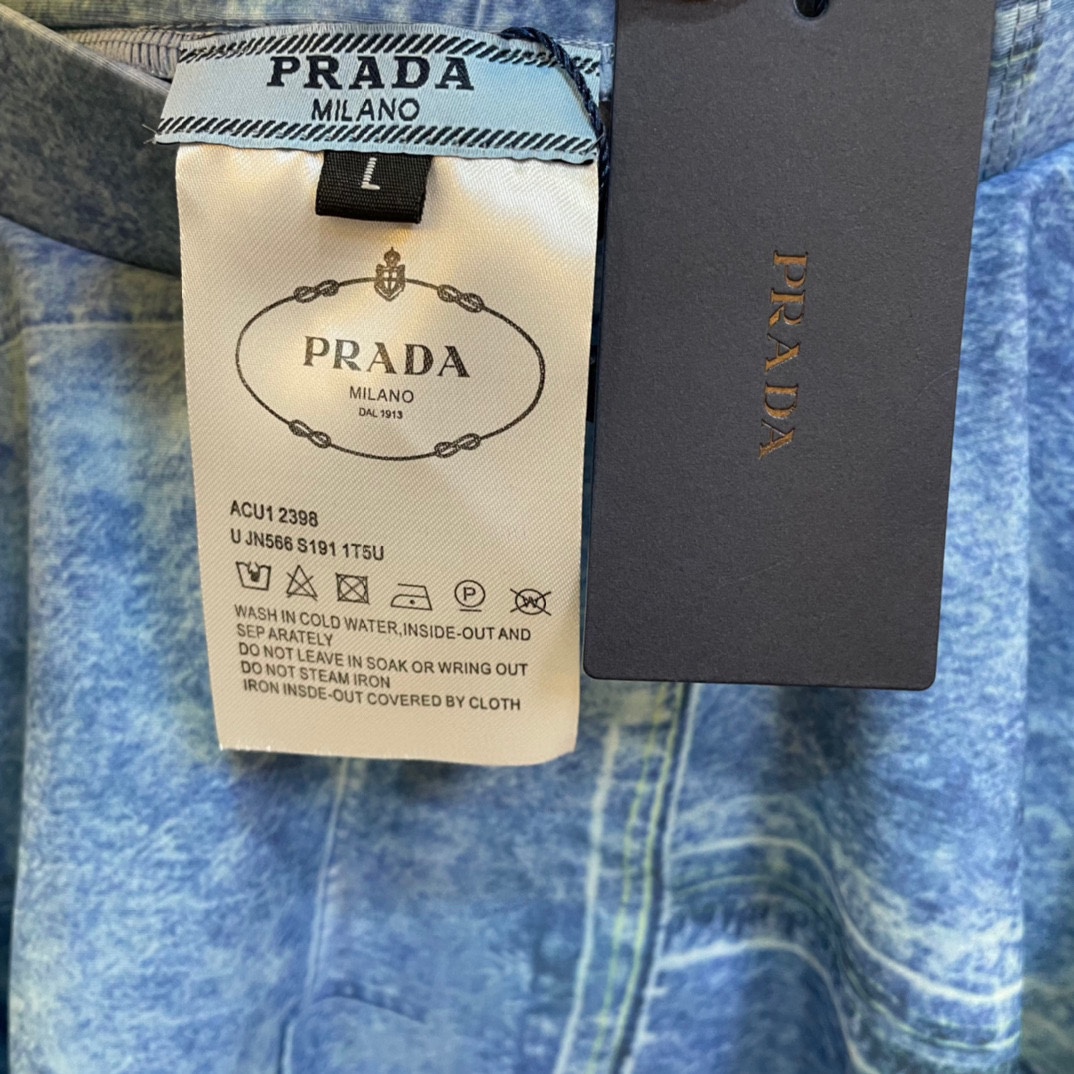 PRADA
MILANO
L
PRADA
MILANO
DAL 1913
ACU1 2398
U JN566 S191 1T5U
P
W
WASH IN COLD WATER,INSIDE-OUT AND
SEP ARATELY
DO NOT LEAVE IN SOAK OR WRING OUT
DO NOT STEAM IRON
IRON INSDE-OUT COVERED BY CLOTH
PRADA